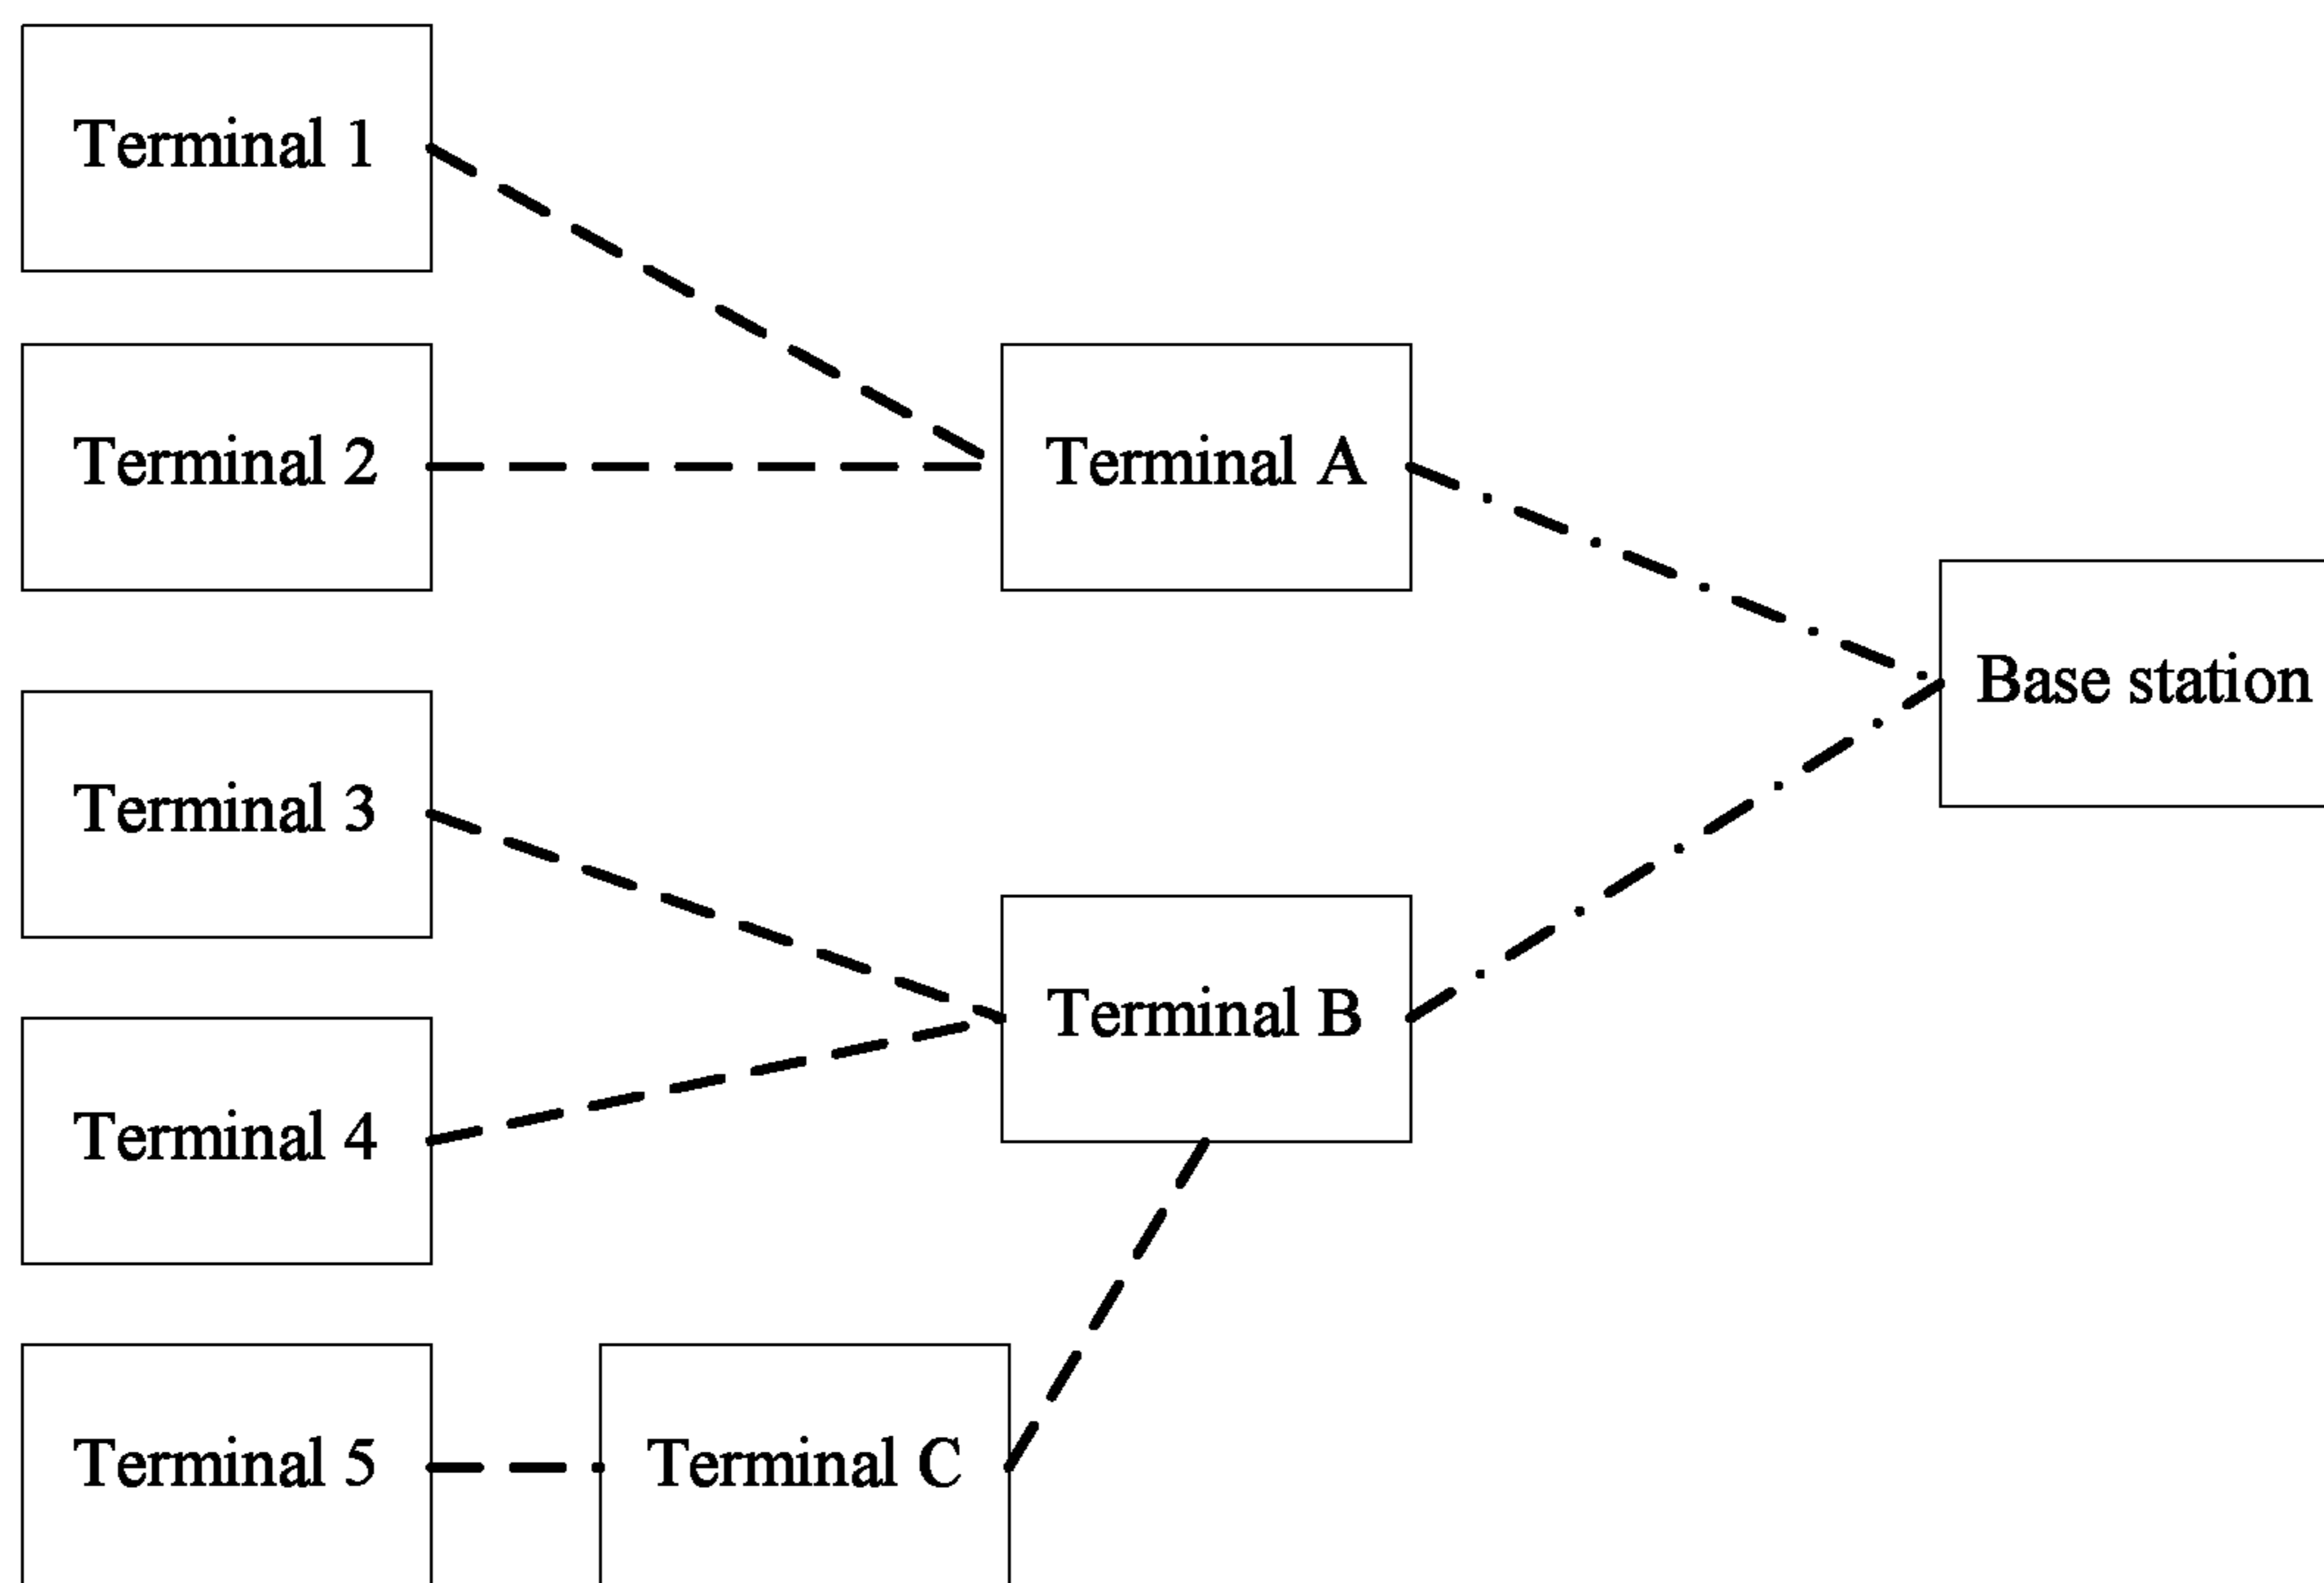 Terminal 1
Terminal 2
Terminal A
Base station
Terminal 3
Terminal B
Terminal 4
Terminal 5
Terminal C